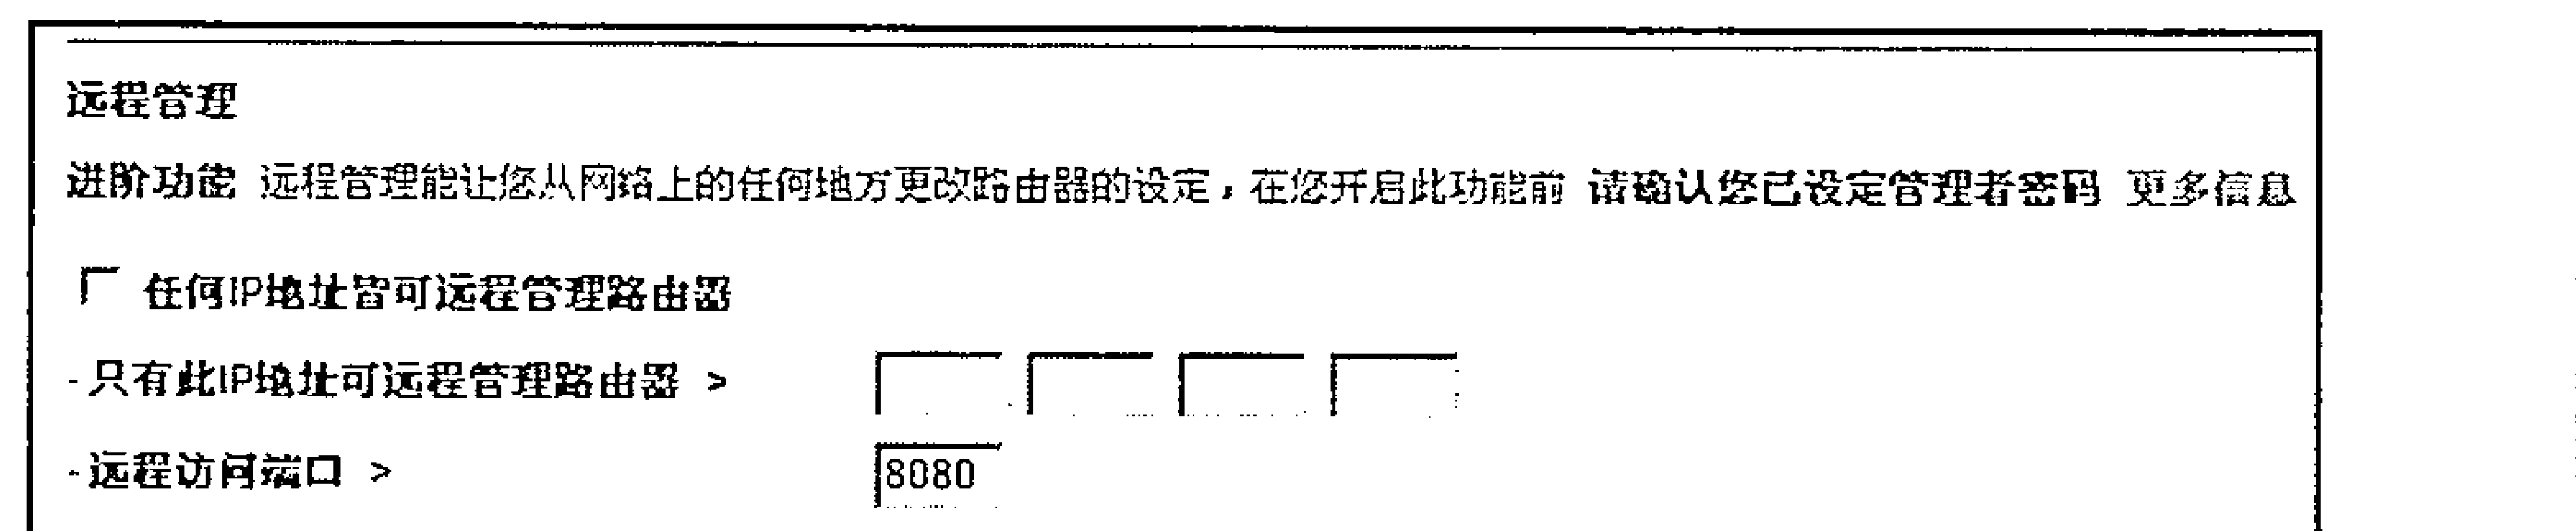 远程管理
进阶功能 远程管理能让您从网络上的任何地方更改路由器的设定，在您开启此功能前 请确认您已设定管理者密码 更多信息
任何IP地址皆可远程管理路由器
-只有此IP地址可远程管理路由器 >
-远程访问端口 > 8080